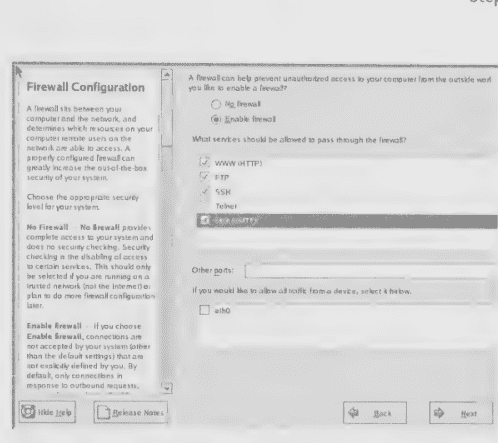 Step
Firewall Configuration
A firewall sits between your
computer and the network, and
determines which resources on your
computer remote users on the
network are able to access. A
properly configured firewall can
greatly increase the out-of-the-box
security of your system.
Choose the appropriate security
level for your system.
No Firewall No firewall provides
complete access to your system and
does no security checking. Security
checking is the disabling of access
to certain services. This should only
be selected if you are running on a
trusted network (not the Internet) or
plan to do more firewall configuration
later.
Enable firewall - If you choose
Enable firewall, connections are
not accepted by your system (other
than the default settings) that are
not explicitly defined by you. By
default, only connections in
response to outbound requests,
A firewall can help prevent unauthorized access to your computer from the outside worl
you like to enable a firewall?
No firewall
Enable firewall
What services should be allowed to pass through the firewall?
WWW (HTTP)
FTP
SSH
Telnet
Other ports:
If you would like to allow all traffic from a device, select it below.
eth0
Hide Help
Release Notes
Back
Next